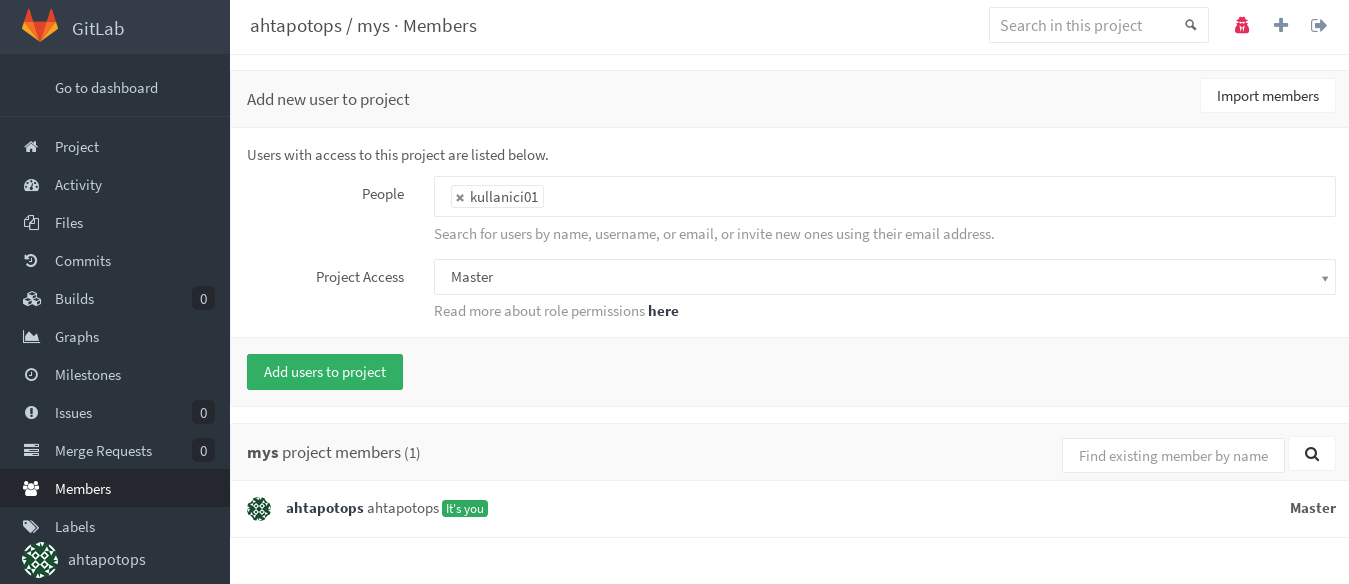 GitLab
ahtapotops / mys · Members
Search in this project
Go to dashboard
Project
Activity
Files
Commits
Builds 0
Graphs
Milestones
Issues 0
Merge Requests 0
Members
Labels
ahtapotops
Add new user to project
Import members
Users with access to this project are listed below.
People
kullanici01
Search for users by name, username, or email, or invite new ones using their email address.
Project Access
Master
Read more about role permissions here
Add users to project
mys project members (1)
Find existing member by name
ahtapotops ahtapotops It's you
Master